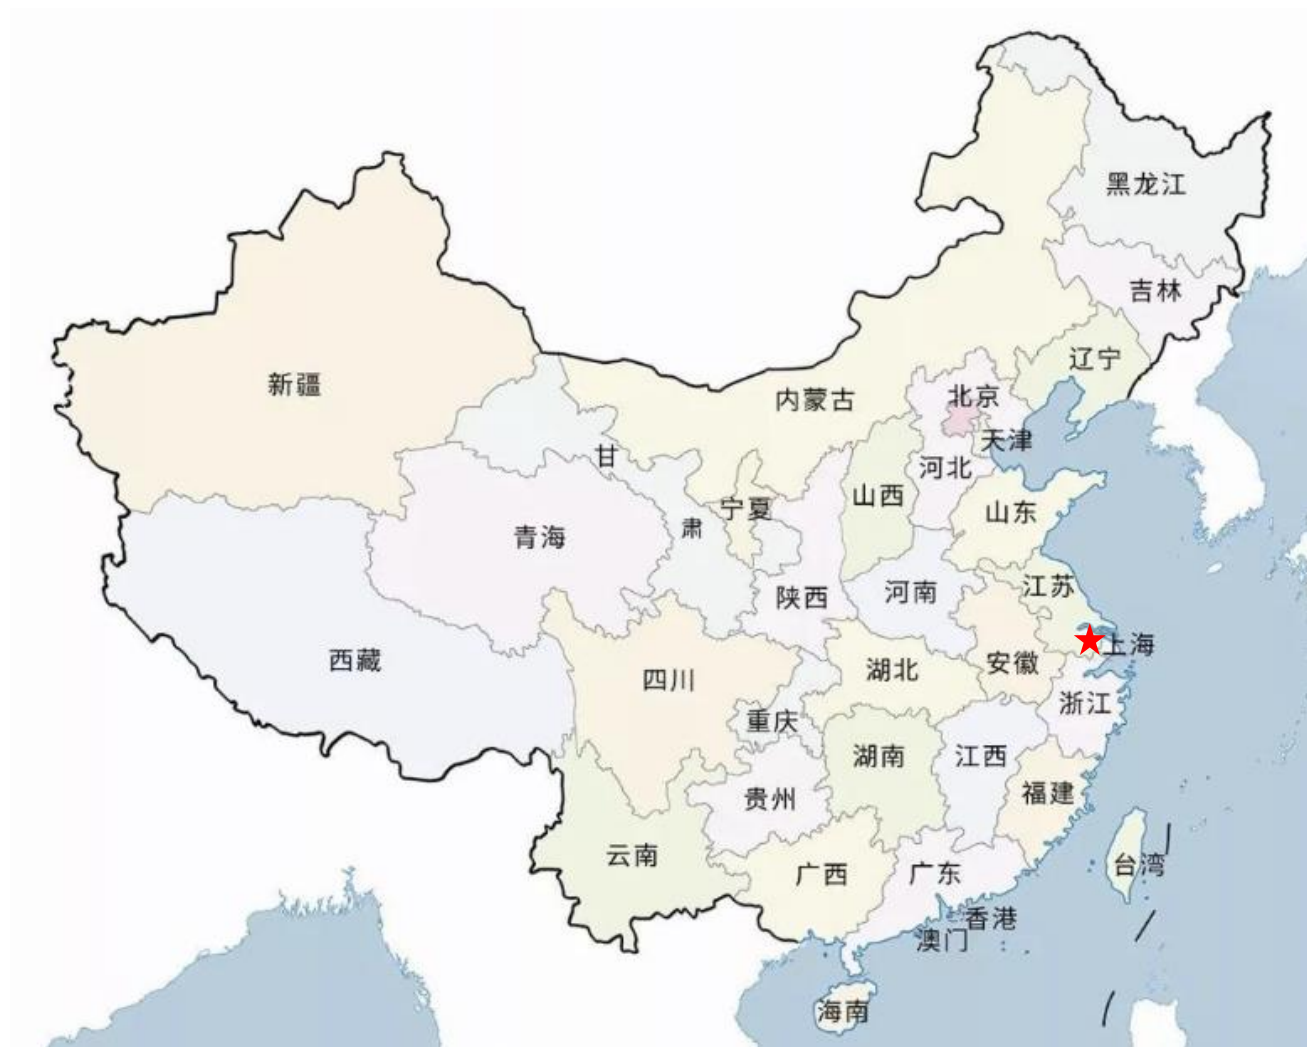 黑龙江
吉林
辽宁
新疆
内蒙古
北京
天津
甘
河北
山西
宁夏
山东
肃
青海
江苏
河南
陕西
上海
西藏
安徽
湖北
四川
浙江
重庆
湖南
江西
福建
贵州
云南
台湾
广西
广东
香港
澳门
海南